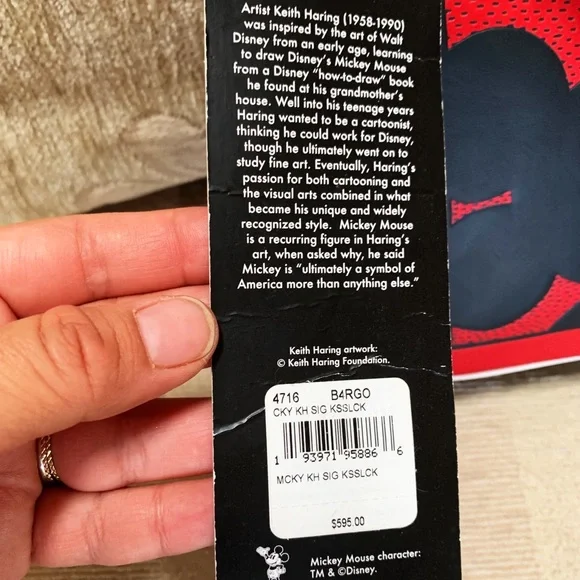 Artist Keith Haring (1958-1990)
was inspired by the art of Walt
Disney from an early age, learning
to draw Disney's Mickey Mouse
from a Disney "how-to-draw" book
he found at his grandmother's
house. Well into his teenage years
Haring wanted to be a cartoonist,
thinking he could work for Disney,
though he ultimately went on to
study fine art. Eventually, Haring's
passion for both cartooning and
the visual arts combined in what
became his unique and widely
recognized style. Mickey Mouse
is a recurring figure in Haring's
art, when asked why, he said
Mickey is "ultimately a symbol of
America more than anything else."
Keith Haring artwork:
© Keith Haring Foundation.
4716 B4RGO
CKY KH SIG KSSLCK
1 93971 95886 6
MCKY KH SIG KSSLCK
$595.00
Mickey Mouse character:
TM & ©Disney.